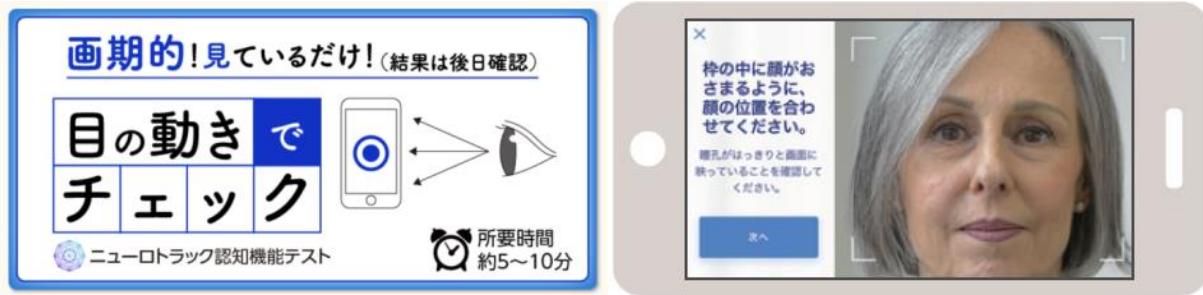 画期的!見ているだけ!(結果は後日確認)
目の動きで
チェック
ニューロトラック認知機能テスト
所要時間
約5〜10分
×
枠の中に顔がお
さまるように、
顔の位置を合わ
せてください。
瞳孔がはっきりと画面に
映っていることを確認して
ください。
次へ